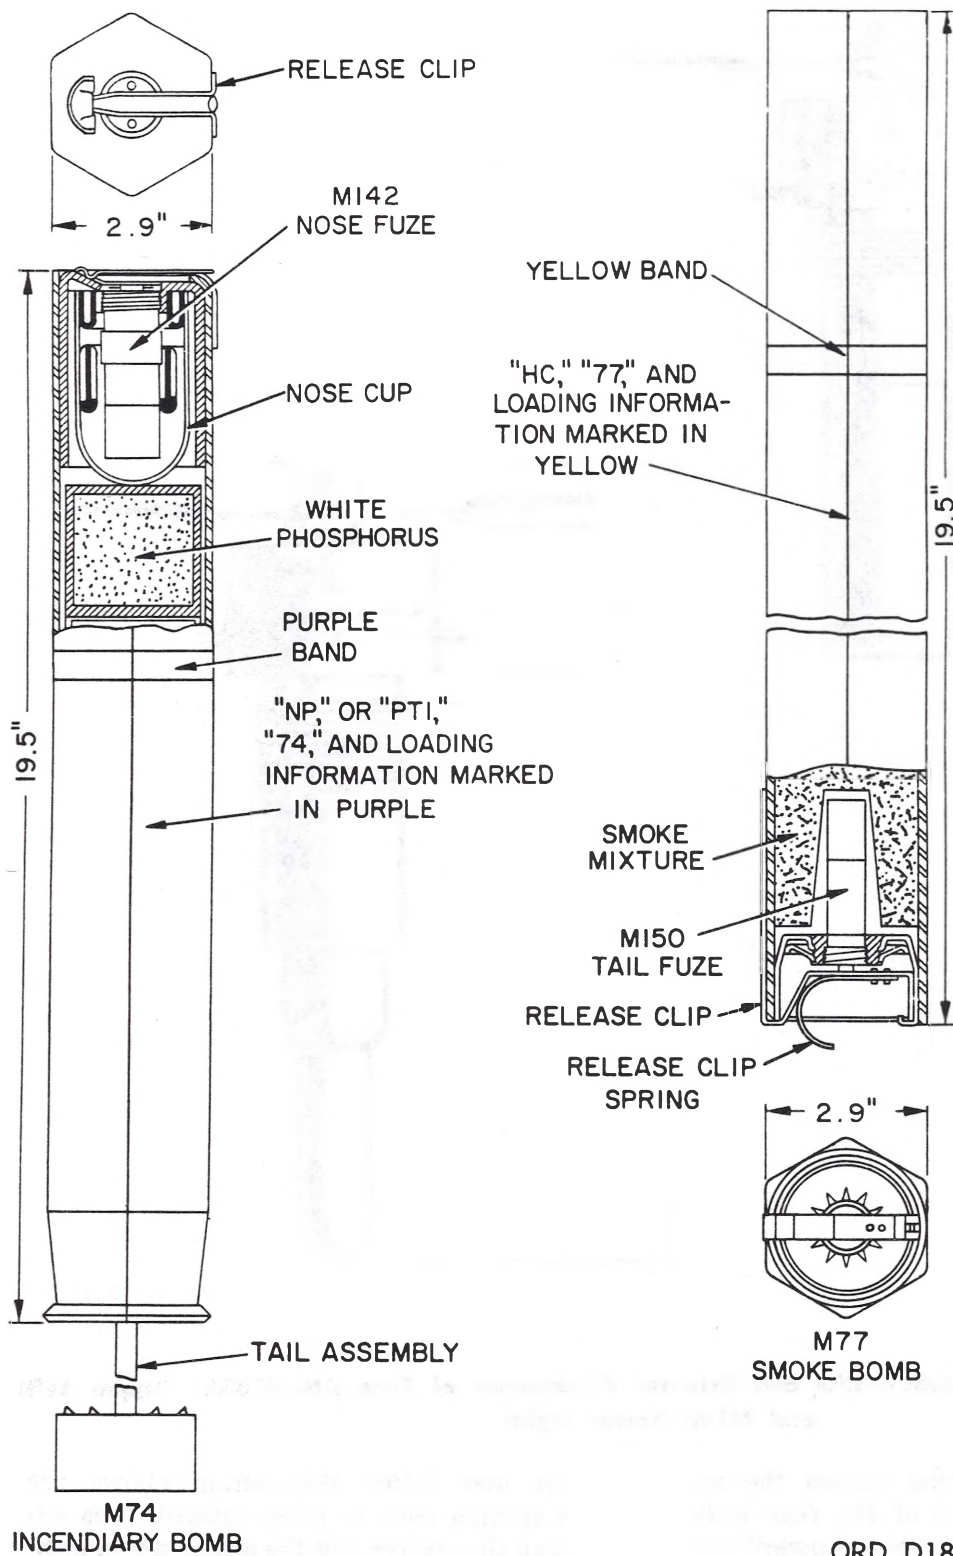 RELEASE CLIP
2.9"
M142
NOSE FUZE
NOSE CUP
WHITE
PHOSPHORUS
PURPLE
BAND
"NP," OR "PTI,"
"74," AND LOADING
INFORMATION MARKED
IN PURPLE
19.5"
TAIL ASSEMBLY
M74
INCENDIARY BOMB
YELLOW BAND
"HC," "77," AND
LOADING INFORMA-
TION MARKED IN
YELLOW
19.5"
SMOKE
MIXTURE
M150
TAIL FUZE
RELEASE CLIP
RELEASE CLIP
SPRING
2.9"
M77
SMOKE BOMB
ORD D18